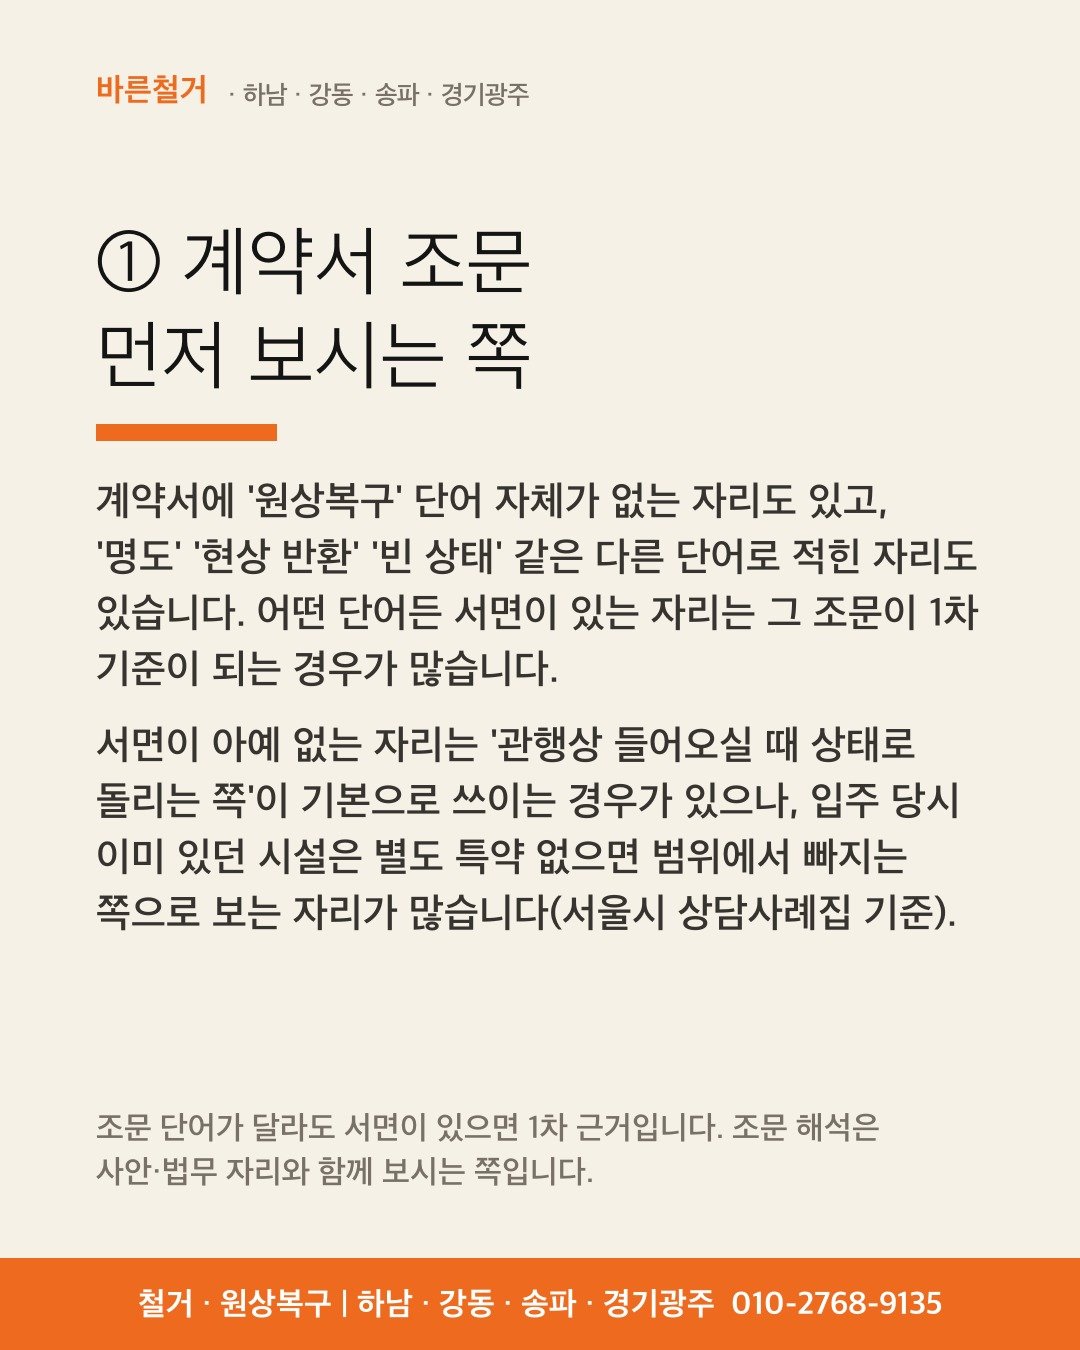 바른철거 · 하남 · 강동 · 송파 · 경기광주
① 계약서 조문
먼저 보시는 쪽
계약서에 '원상복구' 단어 자체가 없는 자리도 있고,
'명도' '현상 반환' '빈 상태' 같은 다른 단어로 적힌 자리도
있습니다. 어떤 단어든 서면이 있는 자리는 그 조문이 1차
기준이 되는 경우가 많습니다.
서면이 아예 없는 자리는 '관행상 들어오실 때 상태로
돌리는 쪽'이 기본으로 쓰이는 경우가 있으나, 입주 당시
이미 있던 시설은 별도 특약 없으면 범위에서 빠지는
쪽으로 보는 자리가 많습니다(서울시 상담사례집 기준).
조문 단어가 달라도 서면이 있으면 1차 근거입니다. 조문 해석은
사안·법무 자리와 함께 보시는 쪽입니다.
철거 · 원상복구 | 하남 · 강동 · 송파 · 경기광주 010-2768-9135